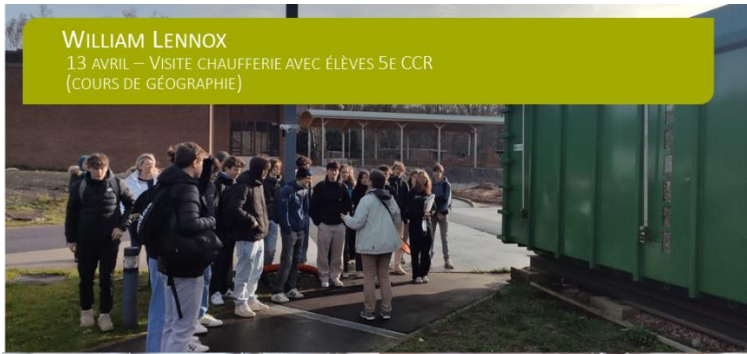 WILLIAM LENNOX
13 AVRIL – VISITE CHAUFFERIE AVEC ÉLÈVES 5E CCR
(COURS DE GÉOGRAPHIE)